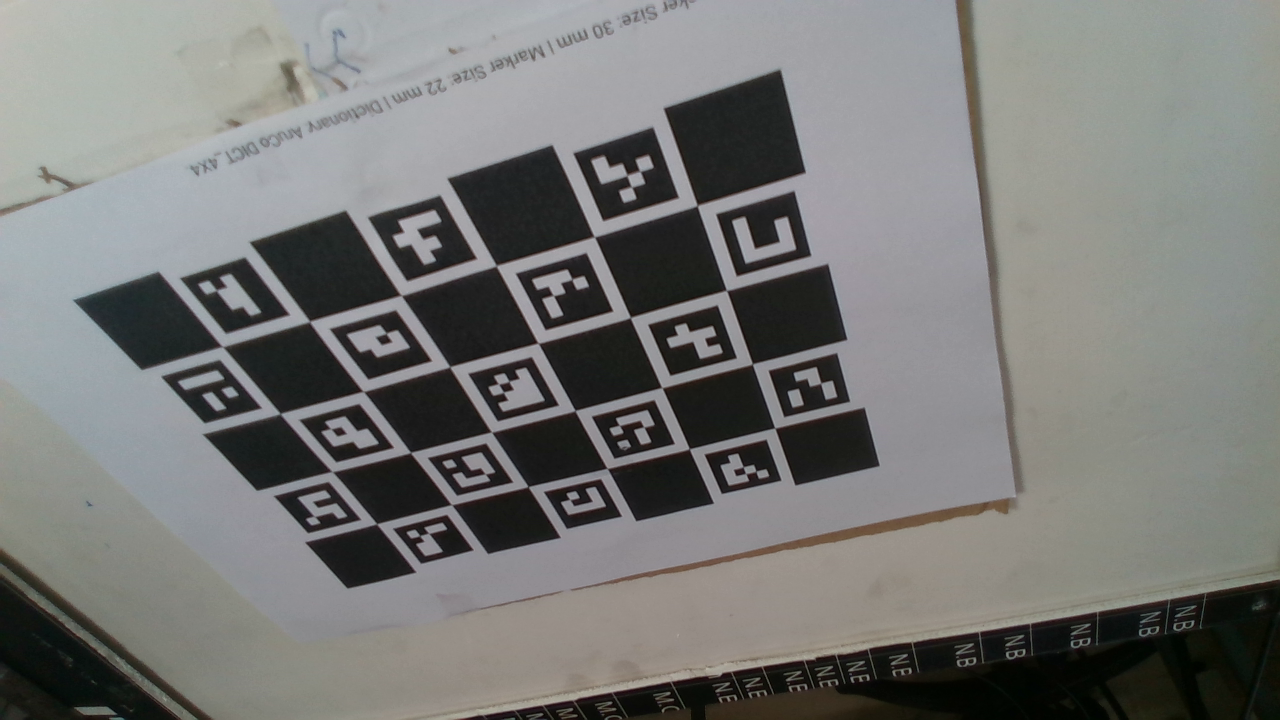 ker Size: 30 mm | Marker Size: 22 mm | Dictionary ArUco DICT_4X4
M.C
N.E
N.E
N.B
N.E
N.E
N.B
N.B
N.B
N.B
N.B
N.B